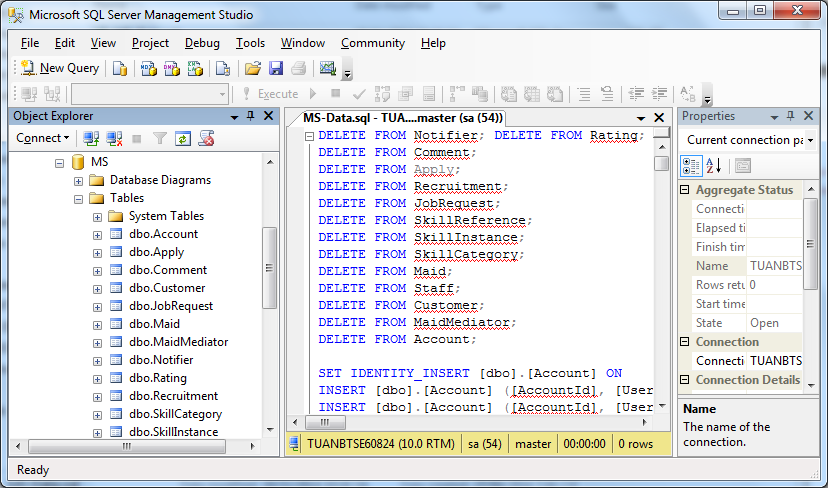 Microsoft SQL Server Management Studio
File Edit View Project Debug Tools Window Community Help
New Query
Execute
Object Explorer
Connect
MS
Database Diagrams
Tables
System Tables
dbo.Account
dbo.Apply
dbo.Comment
dbo.Customer
dbo.JobRequest
dbo.Maid
dbo.MaidMediator
dbo.Notifier
dbo.Rating
dbo.Recruitment
dbo.SkillCategory
dbo.SkillInstance
MS-Data.sql - TUA....master (sa (54))
DELETE FROM Notifier; DELETE FROM Rating;
DELETE FROM Comment;
DELETE FROM Apply;
DELETE FROM Recruitment;
DELETE FROM JobRequest;
DELETE FROM SkillReference;
DELETE FROM SkillInstance;
DELETE FROM SkillCategory;
DELETE FROM Maid;
DELETE FROM Staff;
DELETE FROM Customer;
DELETE FROM MaidMediator;
DELETE FROM Account;
SET IDENTITY_INSERT [dbo].[Account] ON
INSERT [dbo].[Account] ([AccountId], [User
INSERT [dbo].[Account] ([AccountId], [User
TUANBTSE60824 (10.0 RTM) sa (54) master 00:00:00 0 rows
Properties
Current connection pa
Aggregate Status
Connecti
Elapsed ti
Finish tim
Name TUANBTS
Rows retu 0
Start time
State Open
Connection
Connecti TUANBTS
Connection Details
Name
The name of the
connection.
Ready